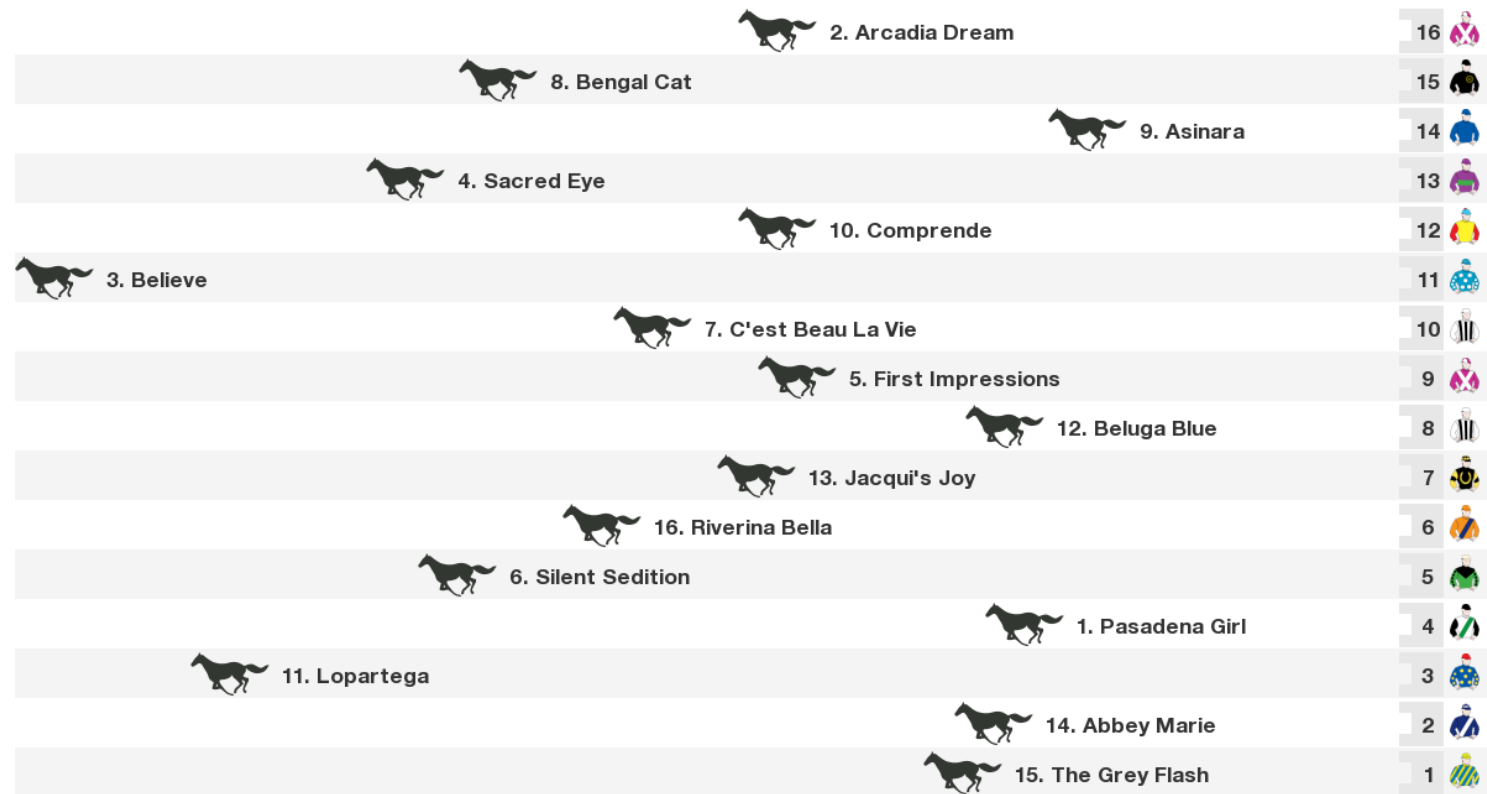 2. Arcadia Dream 16
8. Bengal Cat 15
9. Asinara 14
4. Sacred Eye 13
10. Comprende 12
3. Believe 11
7. C'est Beau La Vie 10
5. First Impressions 9
12. Beluga Blue 8
13. Jacqui's Joy 7
16. Riverina Bella 6
6. Silent Sedition 5
1. Pasadena Girl 4
11. Lopartega 3
14. Abbey Marie 2
15. The Grey Flash 1